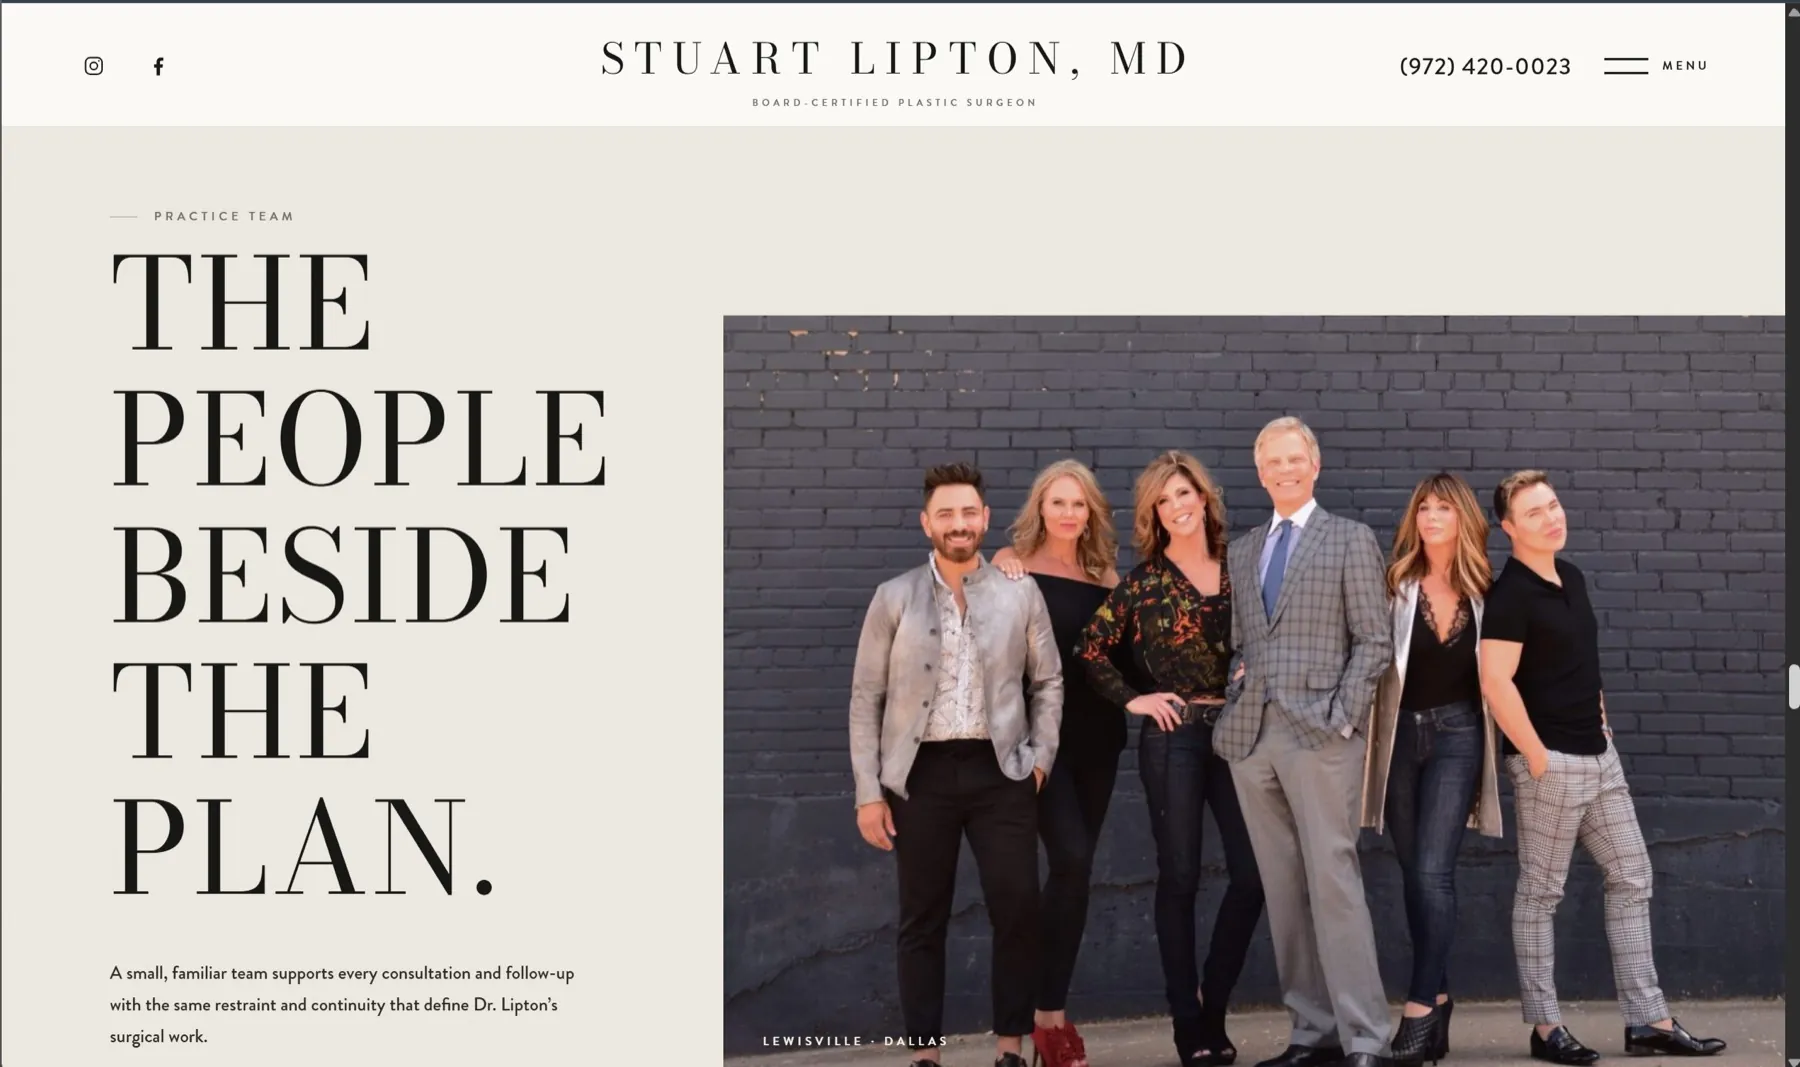 STUART LIPTON, MD
BOARD-CERTIFIED PLASTIC SURGEON
(972) 420-0023
MENU
PRACTICE TEAM
THE
PEOPLE
BESIDE
THE
PLAN.
A small, familiar team supports every consultation and follow-up
with the same restraint and continuity that define Dr. Lipton’s
surgical work.
LEWISVILLE · DALLAS